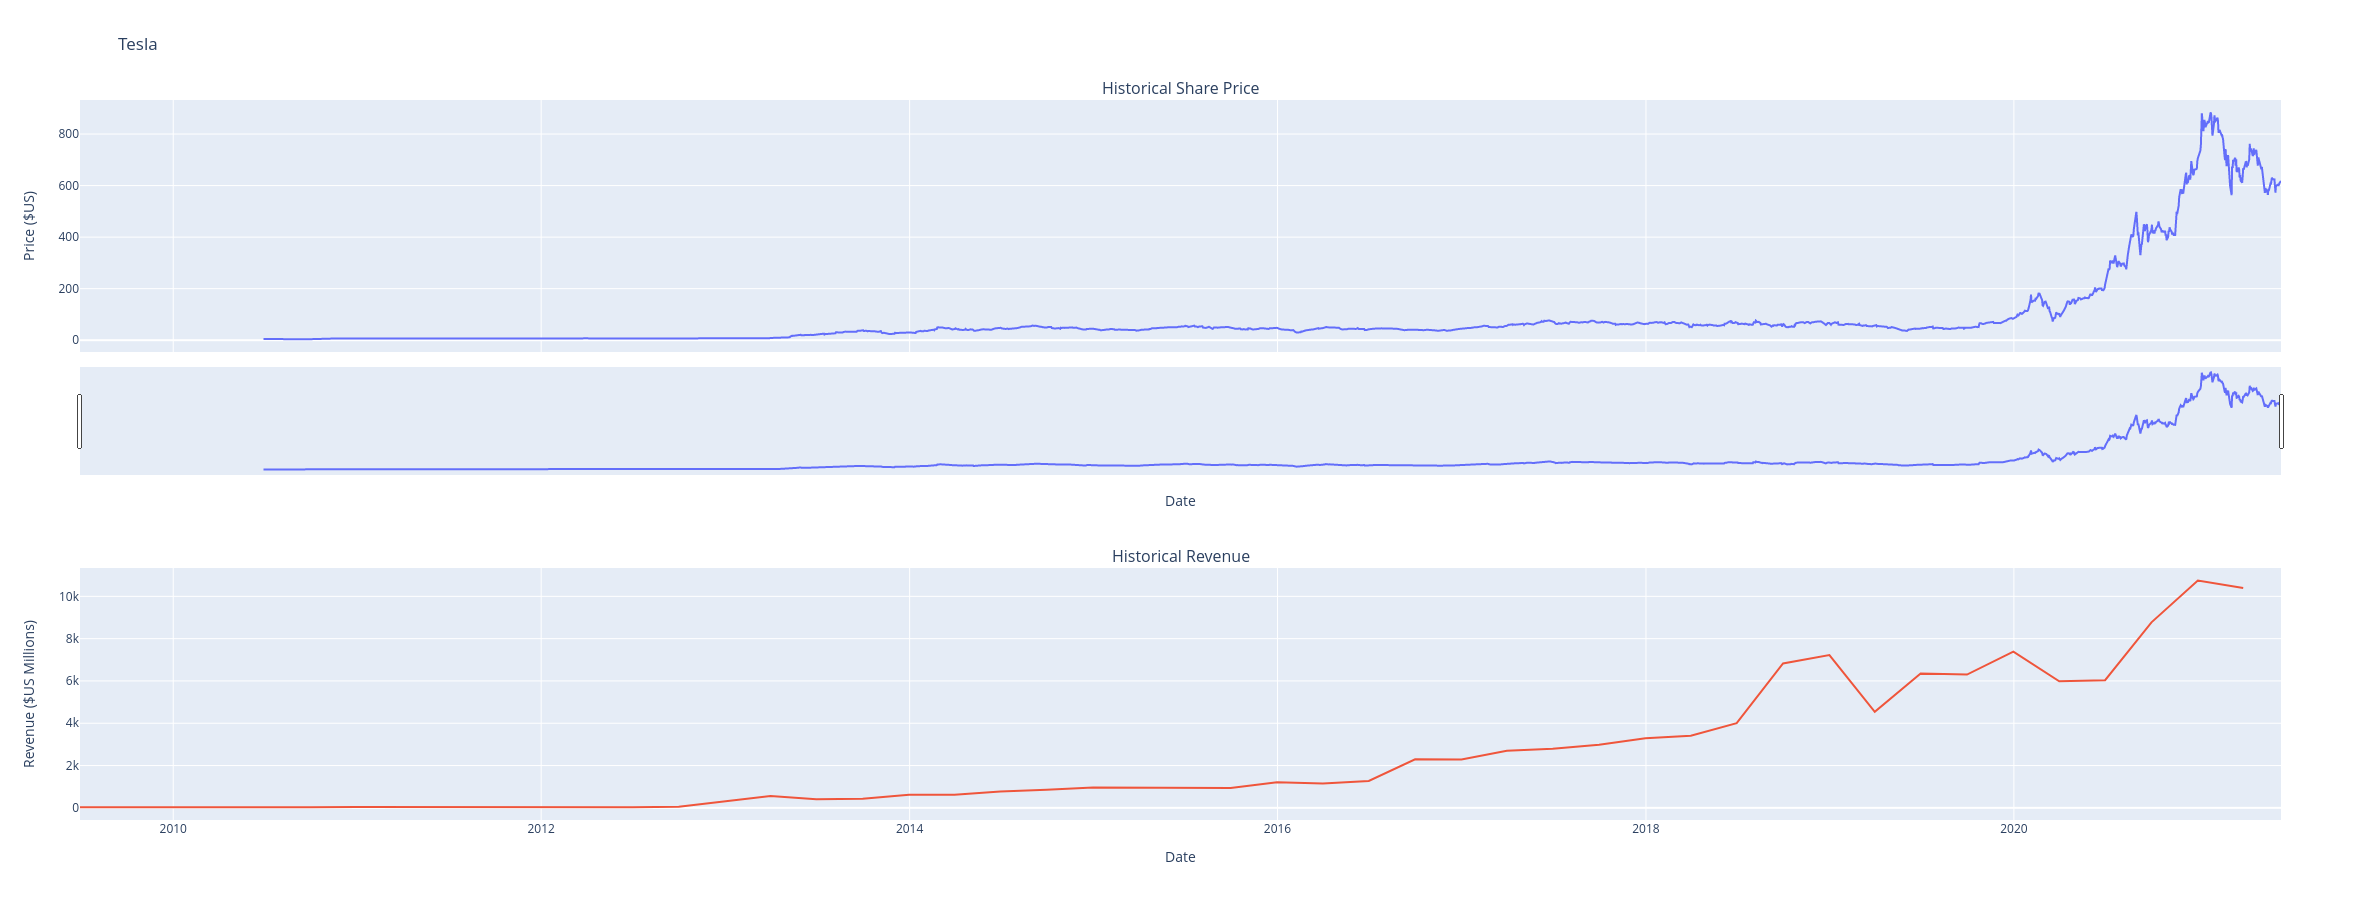 Tesla
Historical Share Price
Price ($US)
800
600
400
200
0
Date
Historical Revenue
Revenue ($US Millions)
10k
8k
6k
4k
2k
0
2010 2012 2014 2016 2018 2020
Date